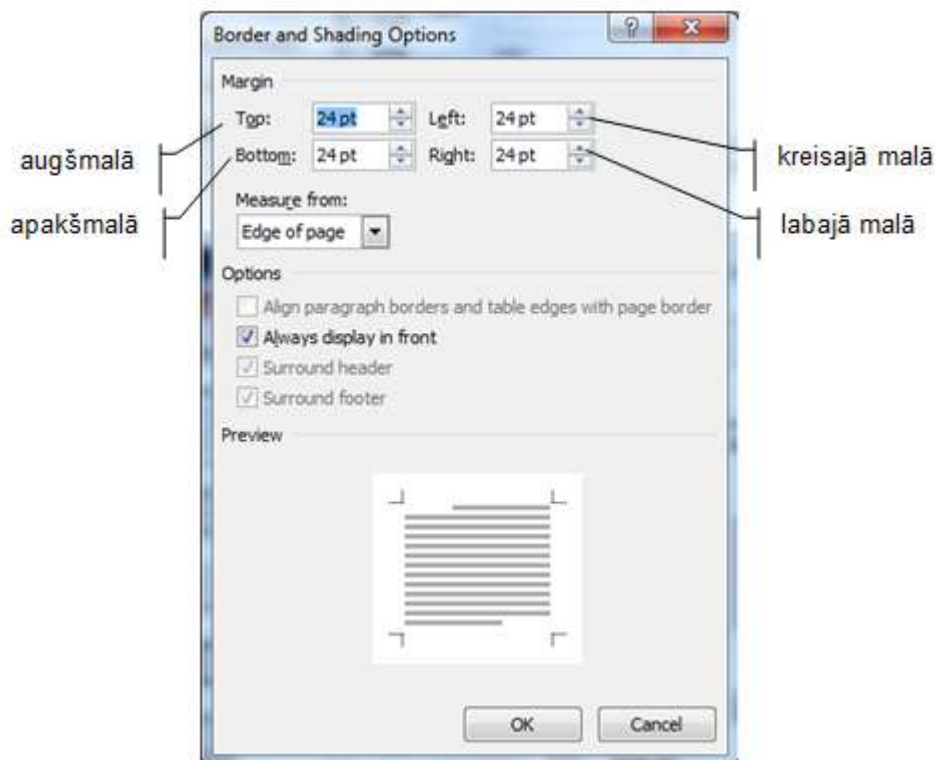 Border and Shading Options
Margin
Top: 24 pt Left: 24 pt
augšmalā
kreisajā malā
Bottom: 24 pt Right: 24 pt
apakšmalā
labajā malā
Measure from:
Edge of page
Options
Align paragraph borders and table edges with page border
Always display in front
Surround header
Surround footer
Preview
OK Cancel